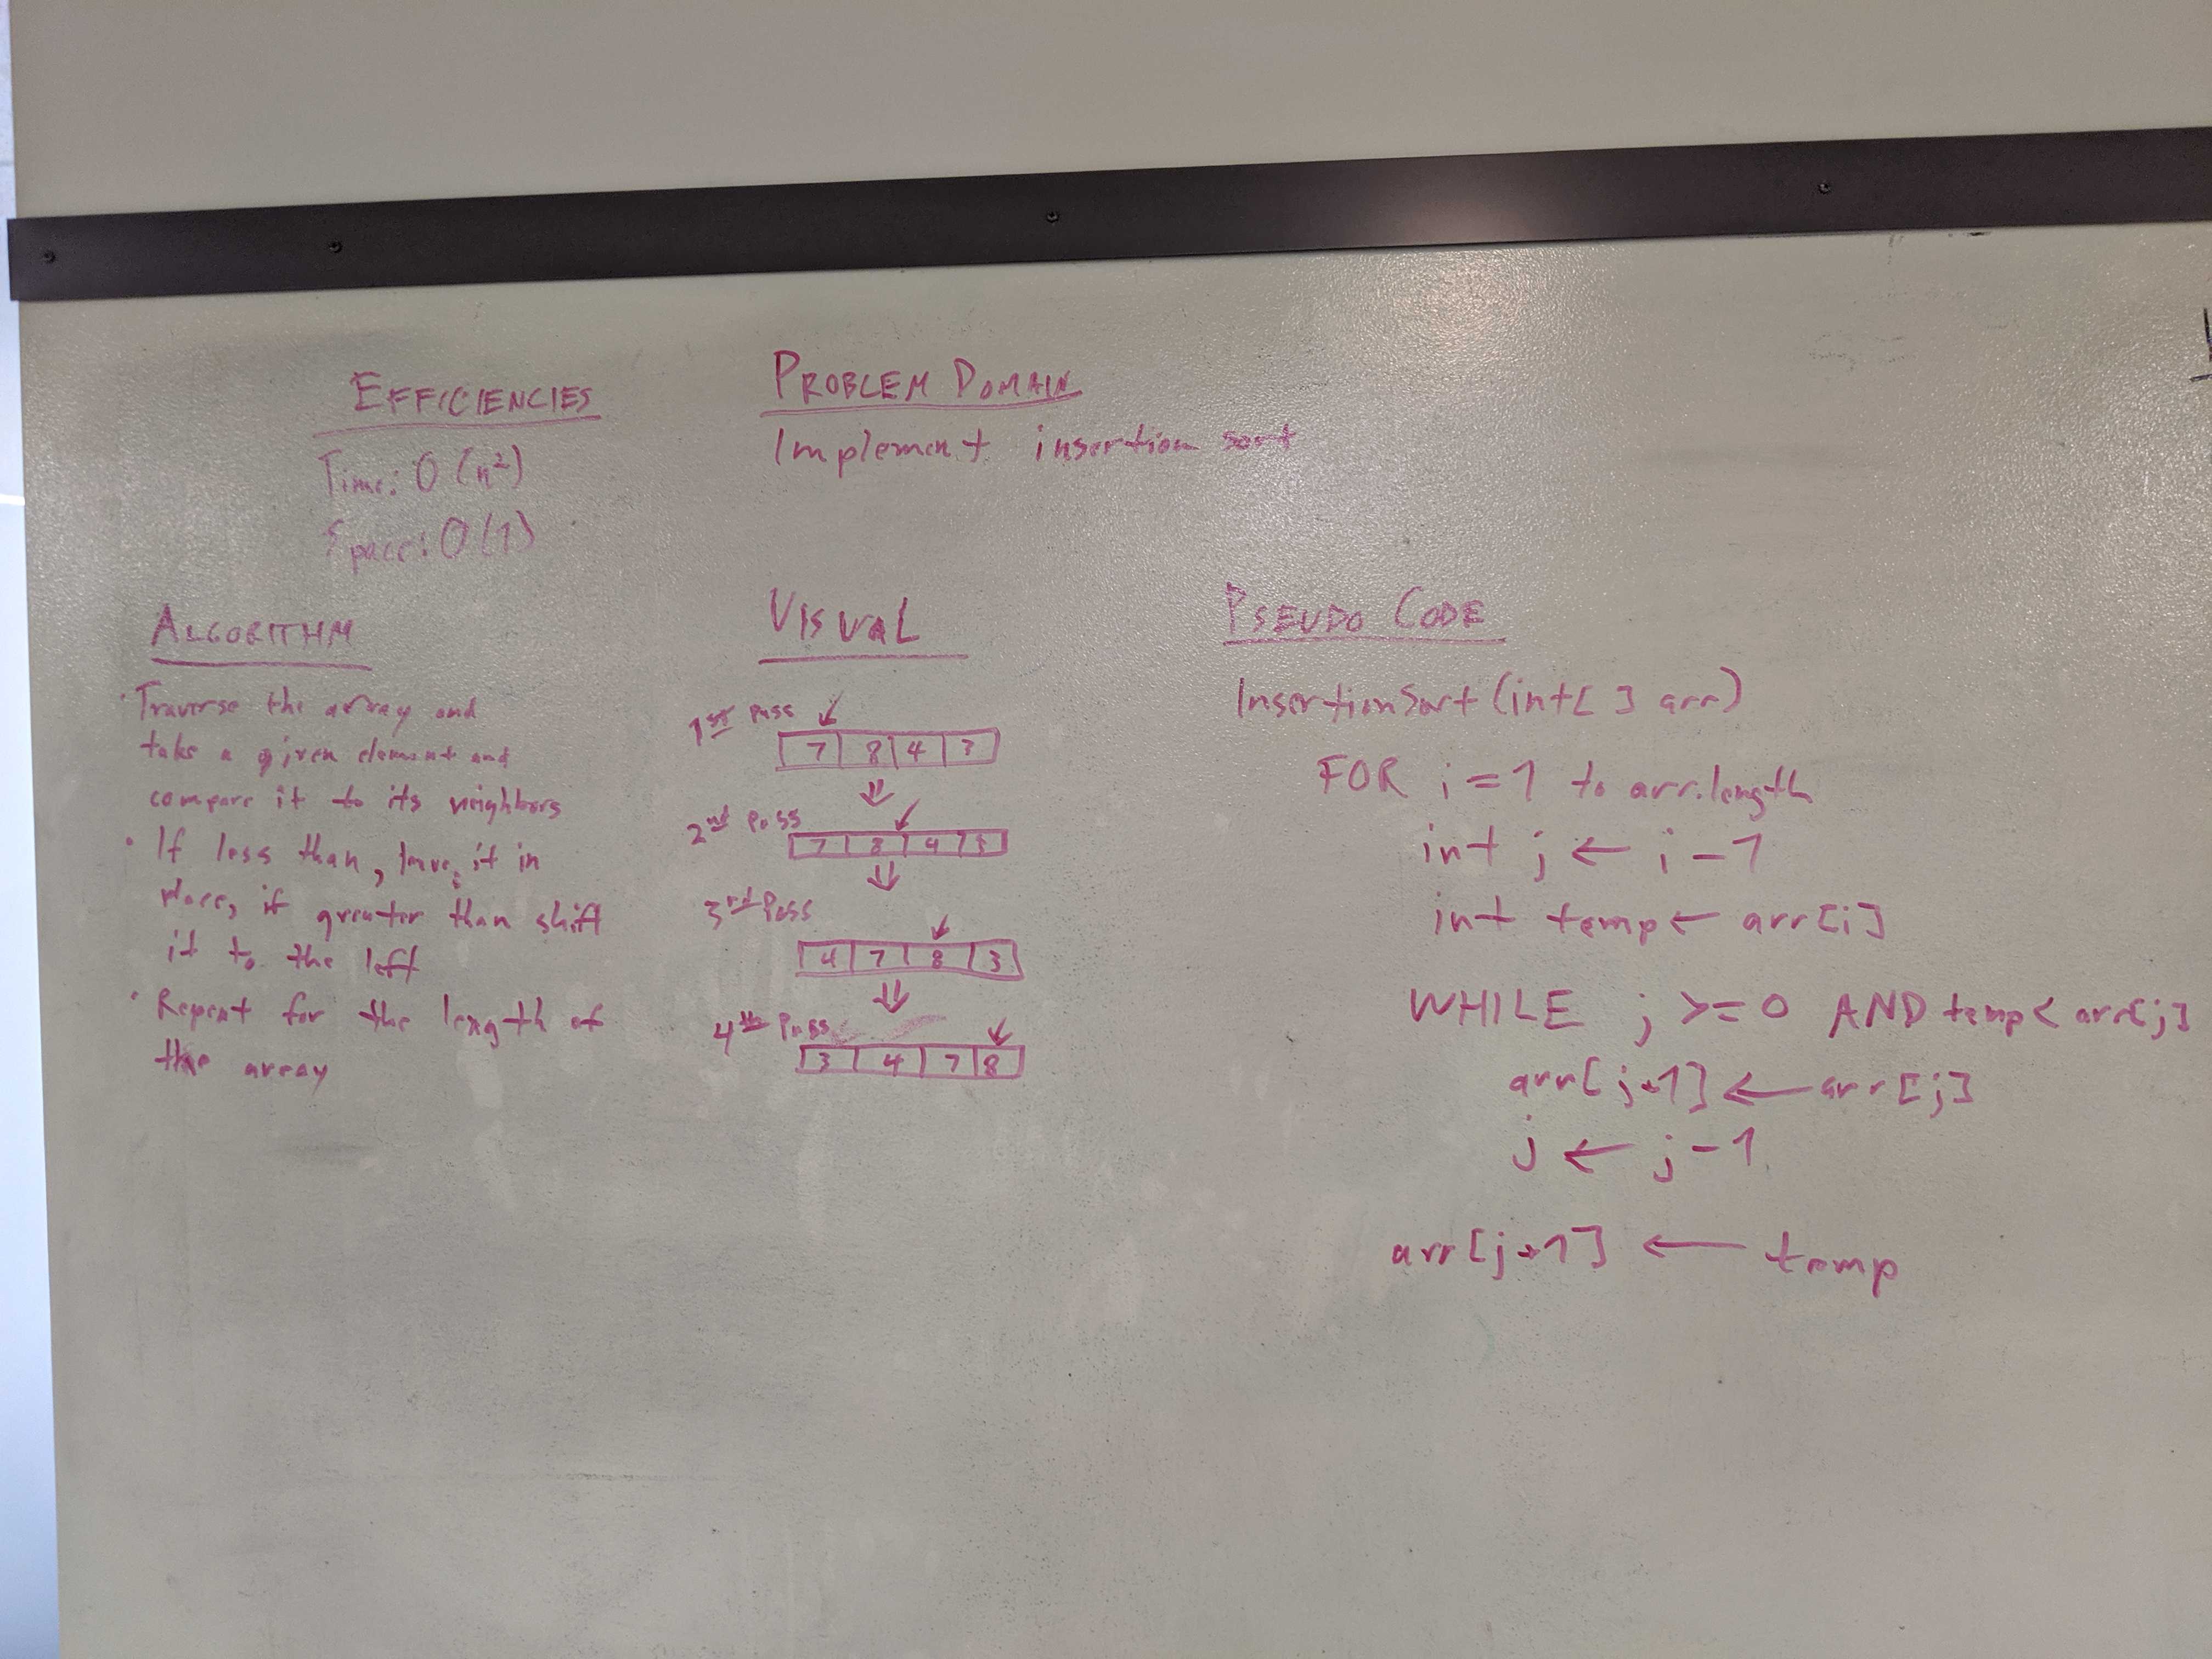 EFFICIENCIES
Time: O(n²)
Space: O(1)
PROBLEM DOMAIN
Implement insertion sort
ALGORITHM
· Traverse the array and
take a given element and
compare it to its neighbors
· If less than, leave it in
place, if greater than shift
it to the left
· Repeat for the length of
the array
VISUAL
1st Pass
7 8 4 3
2nd Pass
7 8 4 3
3rd Pass
4 7 8 3
4th Pass
3 4 7 8
PSEUDO CODE
InsertionSort (int[ ] arr)
FOR i = 1 to arr.length
int j ← i - 1
int temp ← arr[i]
WHILE j >= 0 AND temp < arr[j]
arr[j+1] ← arr[j]
j ← j - 1
arr[j+1] ← temp